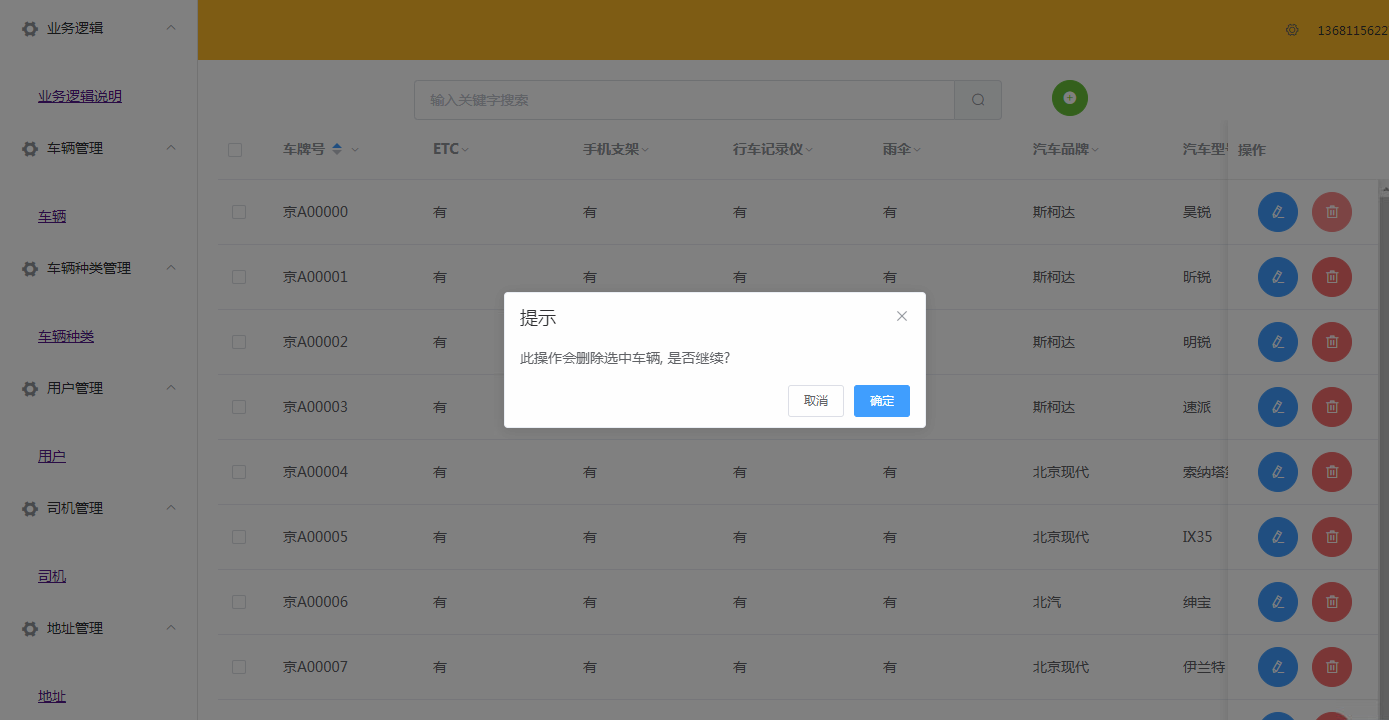 业务逻辑
业务逻辑说明
车辆管理
车辆
车辆种类管理
车辆种类
用户管理
用户
司机管理
司机
地址管理
地址
1368115622
输入关键字搜索
车牌号 ETC 手机支架 行车记录仪 雨伞 汽车品牌 汽车型号 操作
京A00000 有 有 有 有 斯柯达 昊锐
京A00001 有 有 有 有 斯柯达 昕锐
京A00002 有 斯柯达 明锐
京A00003 有 斯柯达 速派
京A00004 有 有 有 有 北京现代 索纳塔
京A00005 有 有 有 有 北京现代 IX35
京A00006 有 有 有 有 北汽 绅宝
京A00007 有 有 有 有 北京现代 伊兰特
提示
此操作会删除选中车辆, 是否继续?
取消 确定